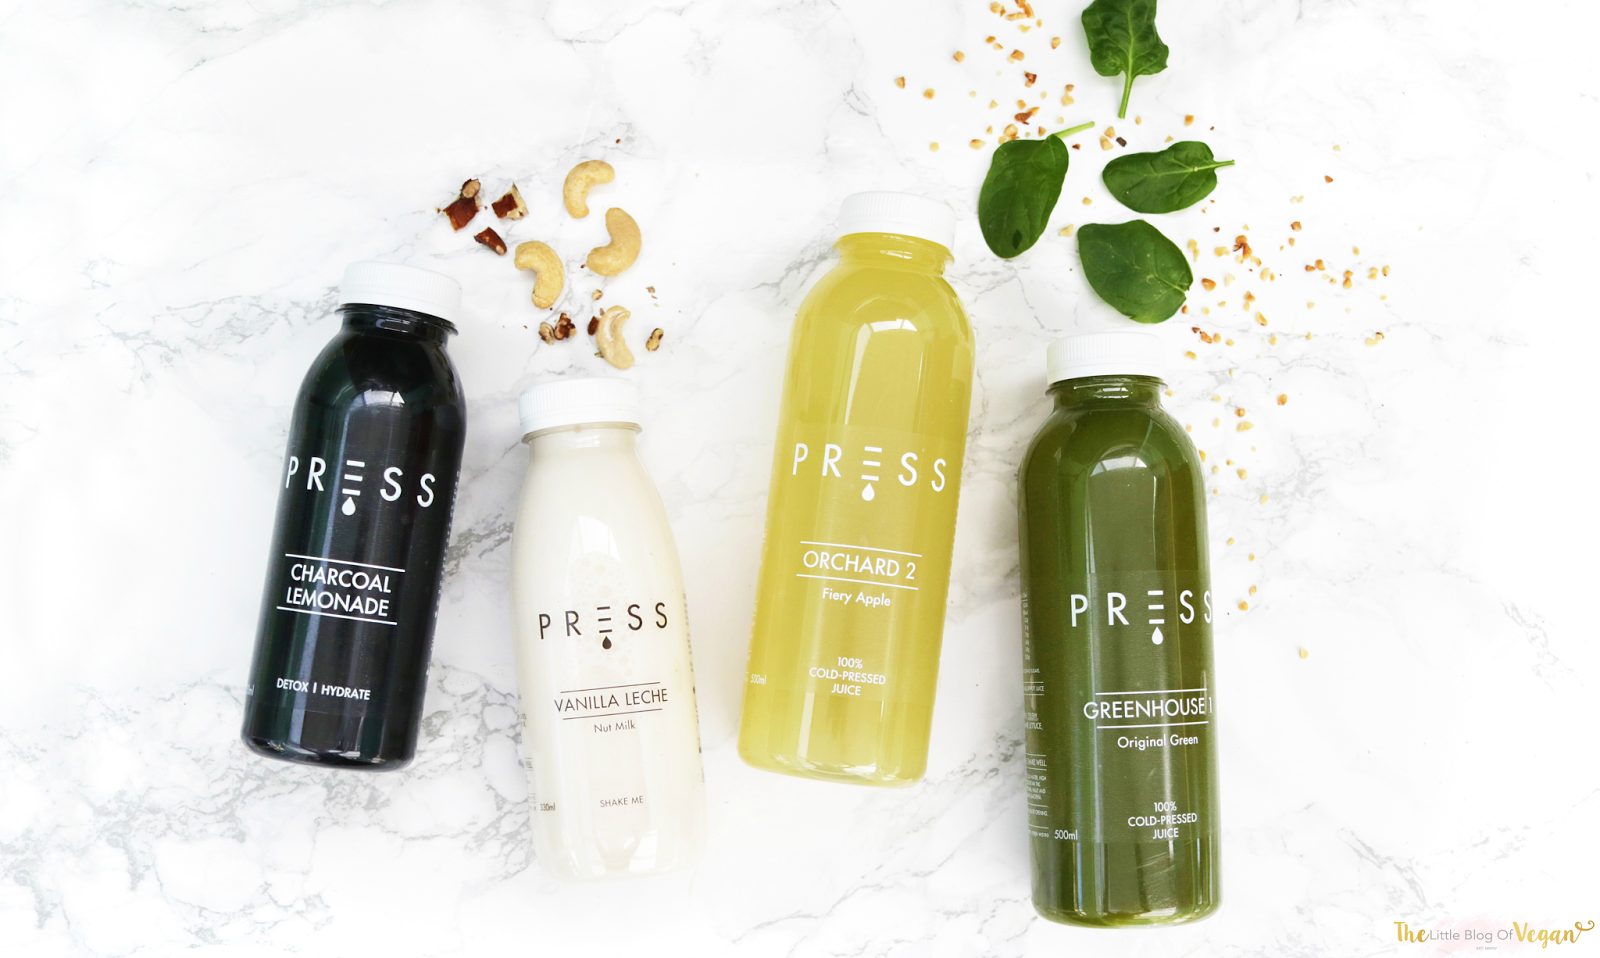 PRESS
CHARCOAL
LEMONADE
DETOX | HYDRATE
PRESS
VANILLA LECHE
Nut Milk
SHAKE ME
330ml
PRESS
ORCHARD 2
Fiery Apple
100%
COLD-PRESSED
JUICE
500ml
PRESS
GREENHOUSE 1
Original Green
100%
COLD-PRESSED
JUICE
500ml
The Little Blog Of Vegan